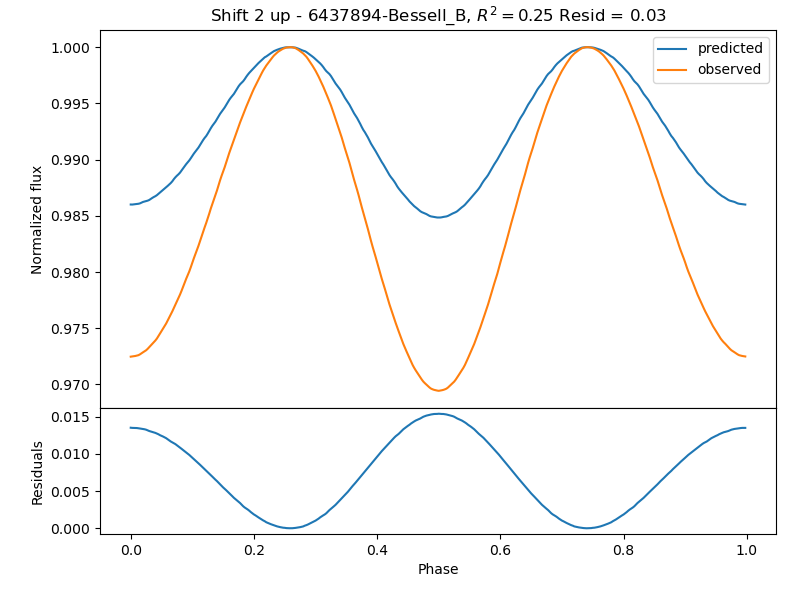 Shift 2 up - 6437894-Bessell_B, R² = 0.25 Resid = 0.03
predicted
observed
Normalized flux
1.000
0.995
0.990
0.985
0.980
0.975
0.970
Residuals
0.015
0.010
0.005
0.000
0.0
0.2
0.4
0.6
0.8
1.0
Phase